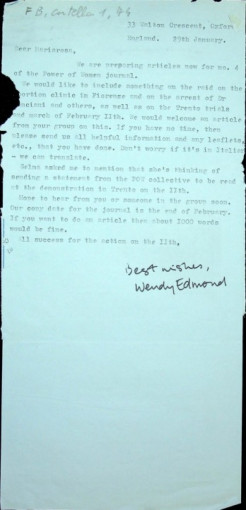 FB, cartella 1, 76
33 Walton Crescent, Oxford
England. 29th January.
Dear Mariarosa,
We are preparing articles now for no. 4
of the Power of Women journal.
We would like to include something on the raid on the
abortion clinic in Florence and on the arrest of Dr
and others, as well as on the Trento trials
and march of February 11th. We would welcome an article
from your group on this. If you have no time, then
please send us all helpful information and any leaflets,
etc., that you have done. Don't worry if it's in Italian
- we can translate.
asked me to mention that she's thinking of
sending a statement from the collective to be read
at the demonstration in Trento on the 11th.
Hope to hear from you or someone in the group soon.
Our copy date for the journal is the end of February.
If you want to do an article then about 2000 words
would be fine.
All success for the action on the 11th,
Best wishes,
Wendy Edmond